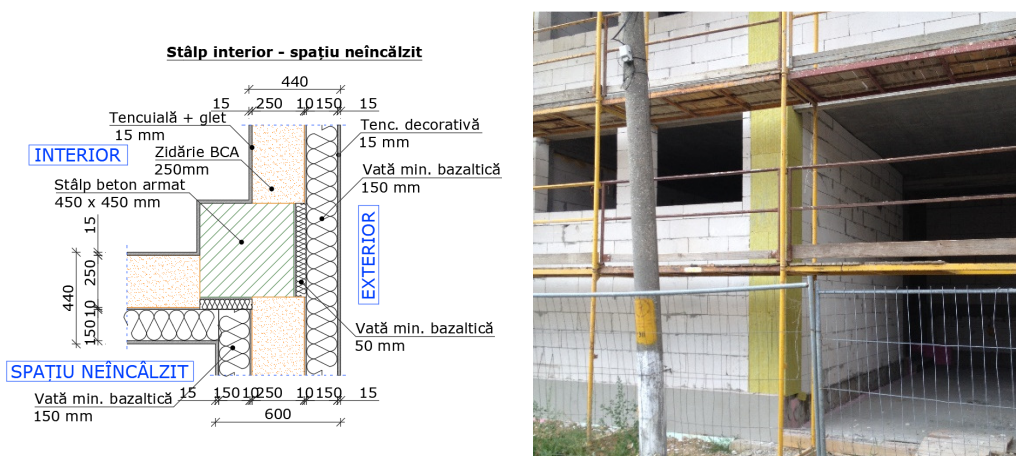 Stâlp interior - spațiu neîncălzit
440
15 250 10 150 15
Tencuială + glet
15 mm
Tenc. decorativă
15 mm
INTERIOR
Zidărie BCA
250mm
Vată min. bazaltică
150 mm
Stâlp beton armat
450 x 450 mm
15
250
10
150
440
EXTERIOR
Vată min. bazaltică
50 mm
SPAȚIU NEÎNCÂLZIT
15 150 10 250 10 150 15
600
Vată min. bazaltică
150 mm